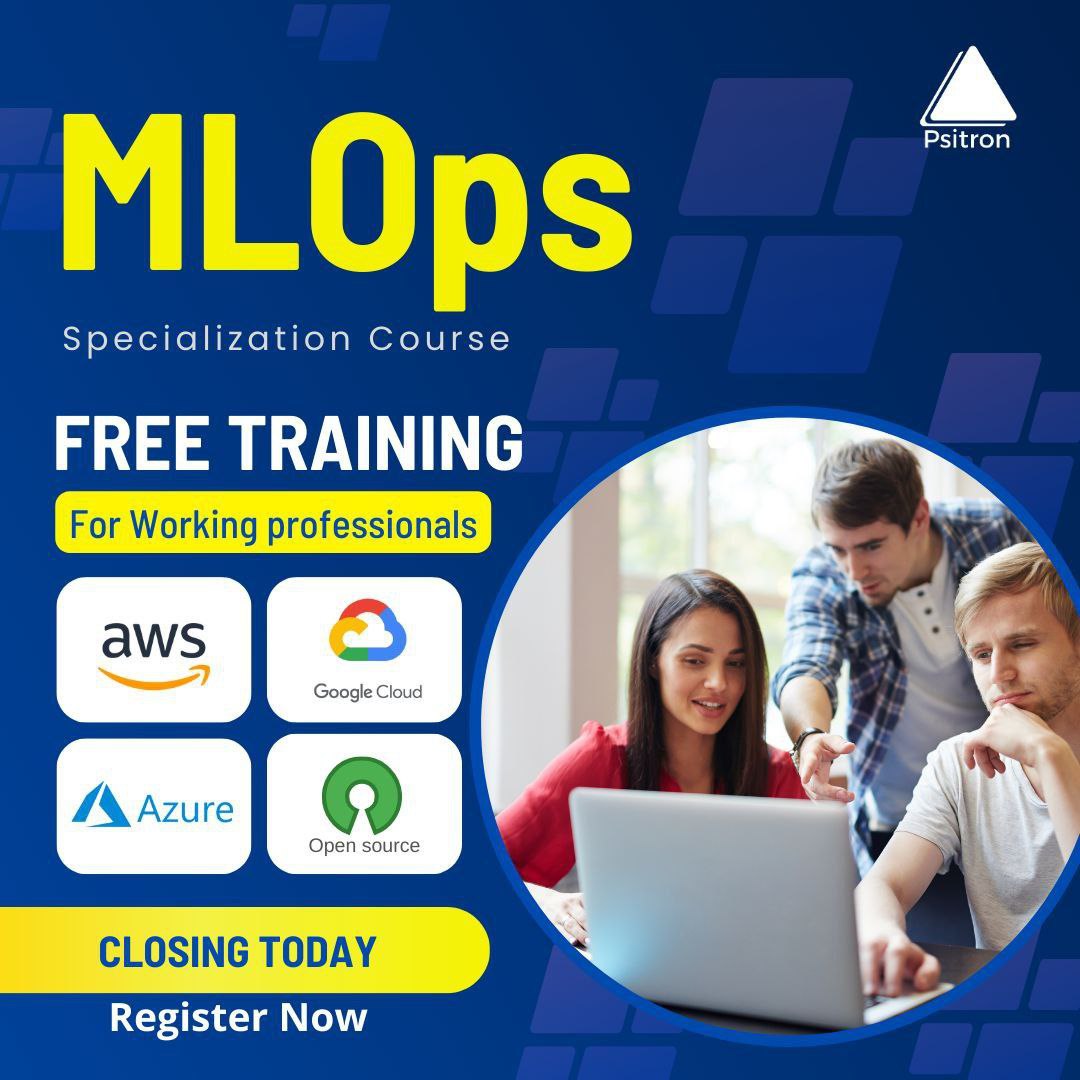 Psitron
MLOps
Specialization Course
FREE TRAINING
For Working professionals
aws
Google Cloud
Azure
Open source
CLOSING TODAY
Register Now